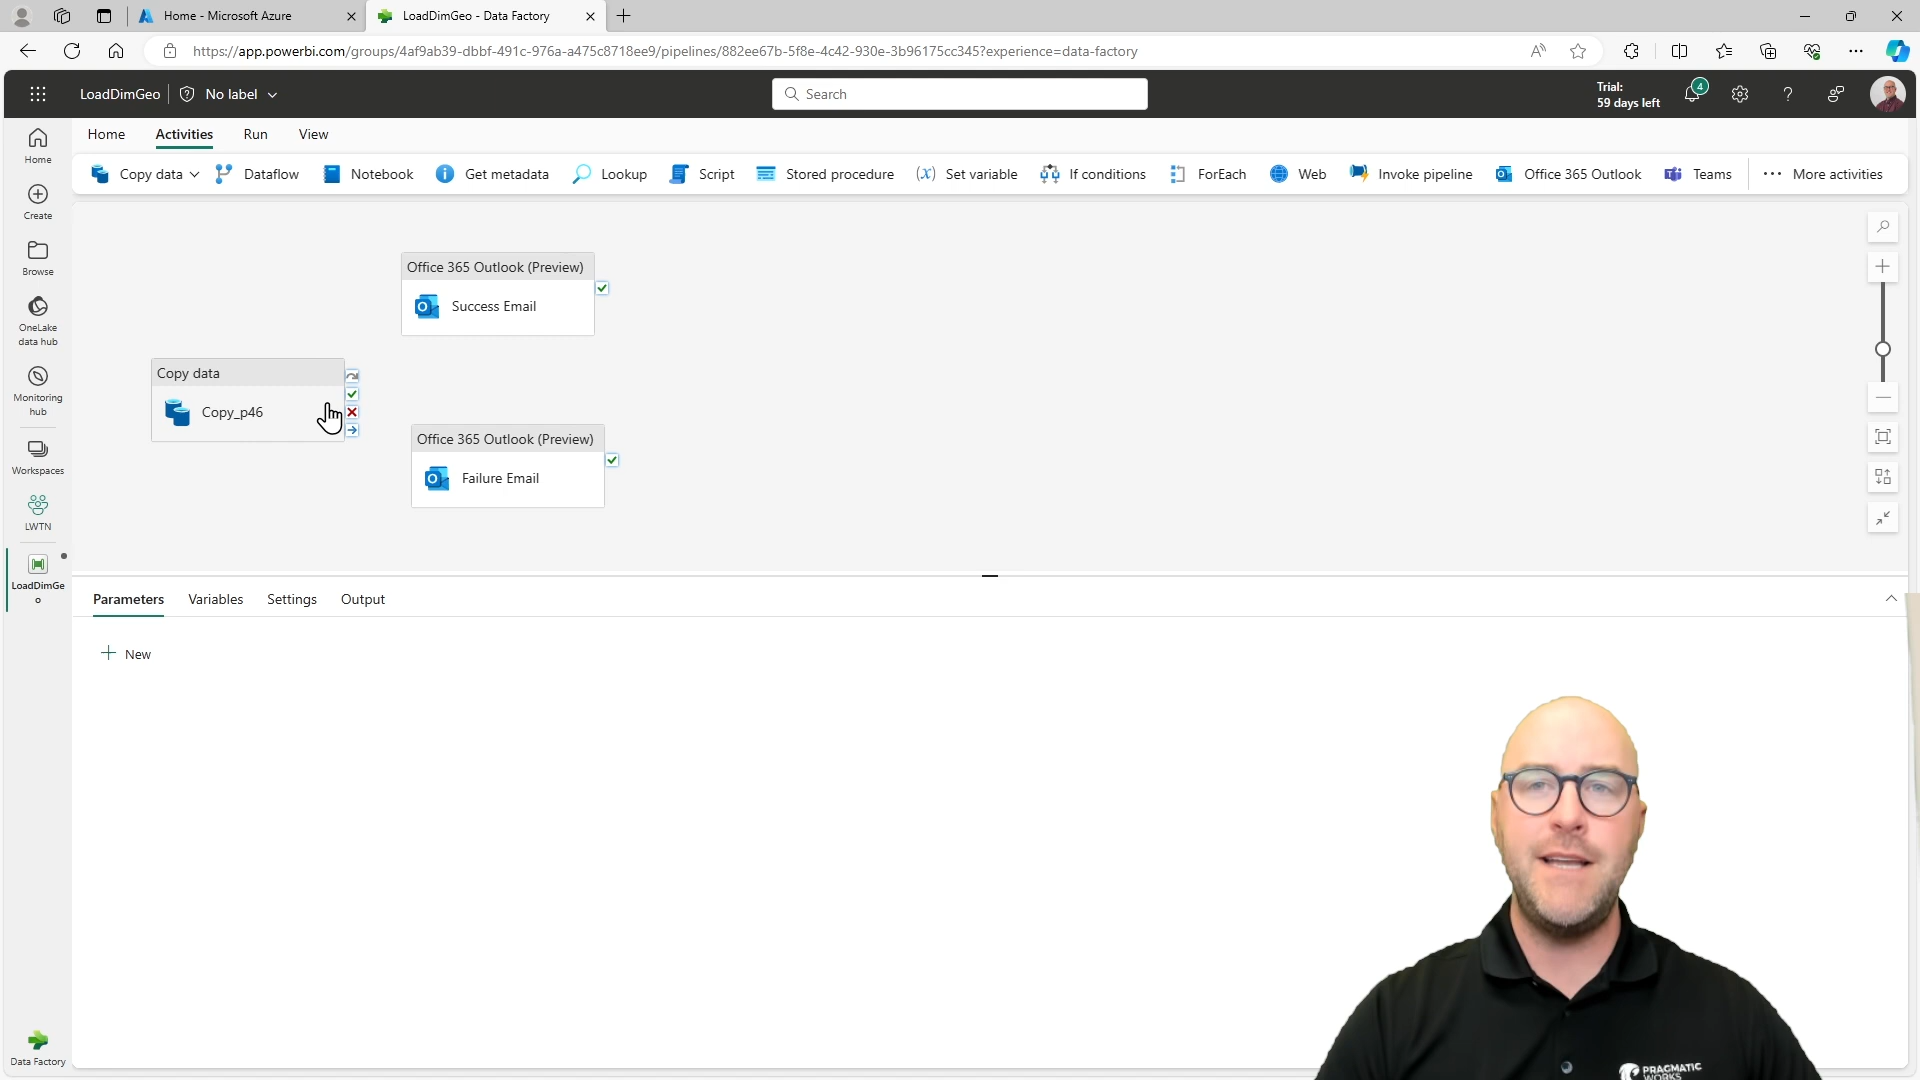 Home - Microsoft Azure
LoadDimGeo - Data Factory
https://app.powerbi.com/groups/4af9ab39-dbbf-491c-976a-a475c8718ee9/pipelines/882ee67b-5f8e-4c42-930e-3b96175cc345?experience=data-factory
LoadDimGeo
No label
Search
Trial:
59 days left
4
Home
Activities
Run
View
Copy data
Dataflow
Notebook
Get metadata
Lookup
Script
Stored procedure
Set variable
If conditions
ForEach
Web
Invoke pipeline
Office 365 Outlook
Teams
More activities
Home
Create
Browse
OneLake
data hub
Monitoring
hub
Workspaces
LWTN
LoadDimGe
o
Data Factory
Office 365 Outlook (Preview)
Success Email
Copy data
Copy_p46
Office 365 Outlook (Preview)
Failure Email
Parameters
Variables
Settings
Output
New
PRAGMATIC
WORKS